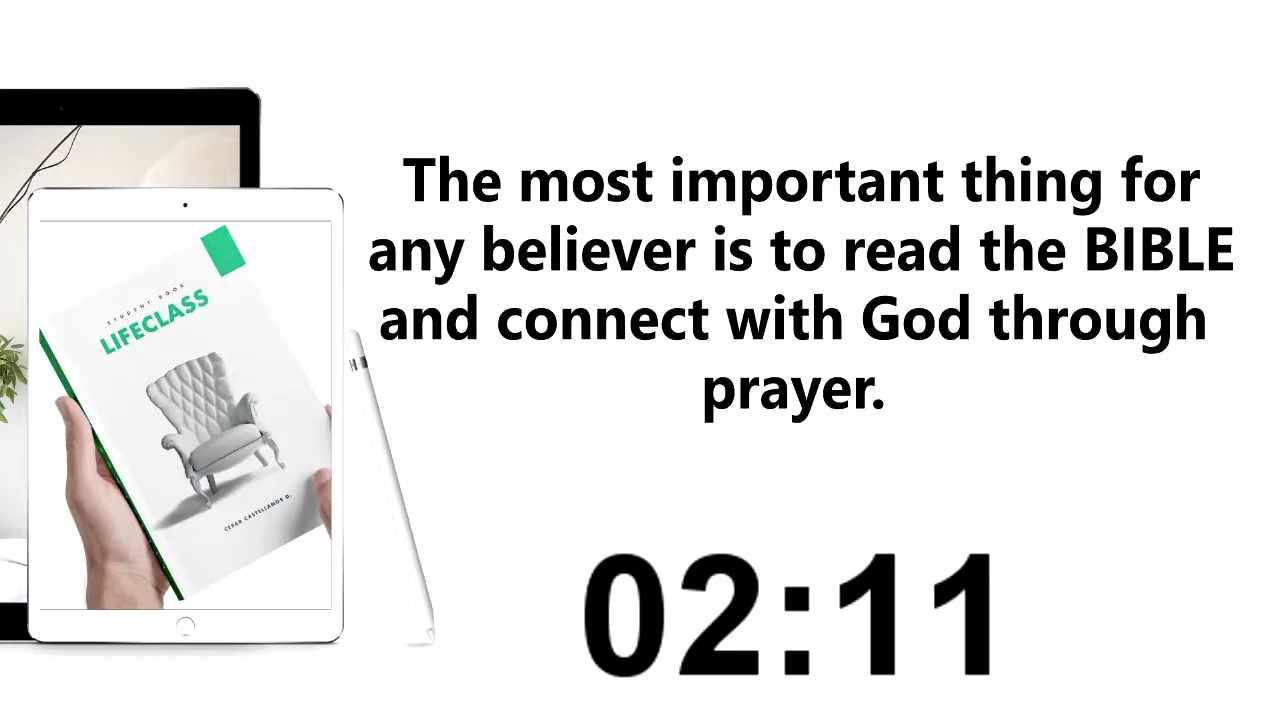 The most important thing for
any believer is to read the BIBLE
and connect with God through
prayer.
STUDENT BOOK
LIFECLASS
CESAR CASTELLANOS D.
02:11